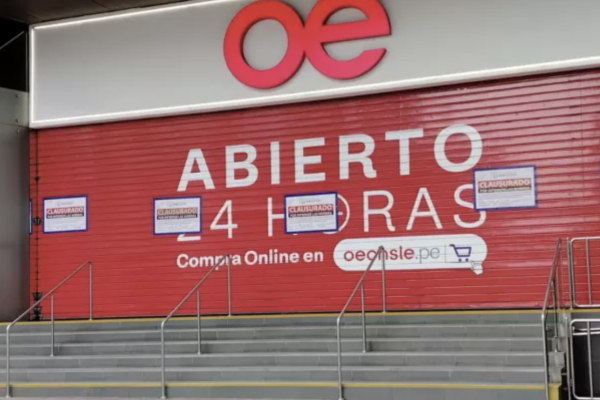 oe
ABIERTO
24 HORAS
Compra Online en oechsle.pe
CLAUSURADO
CLAUSURADO
CLAUSURADO
CLAUSURADO